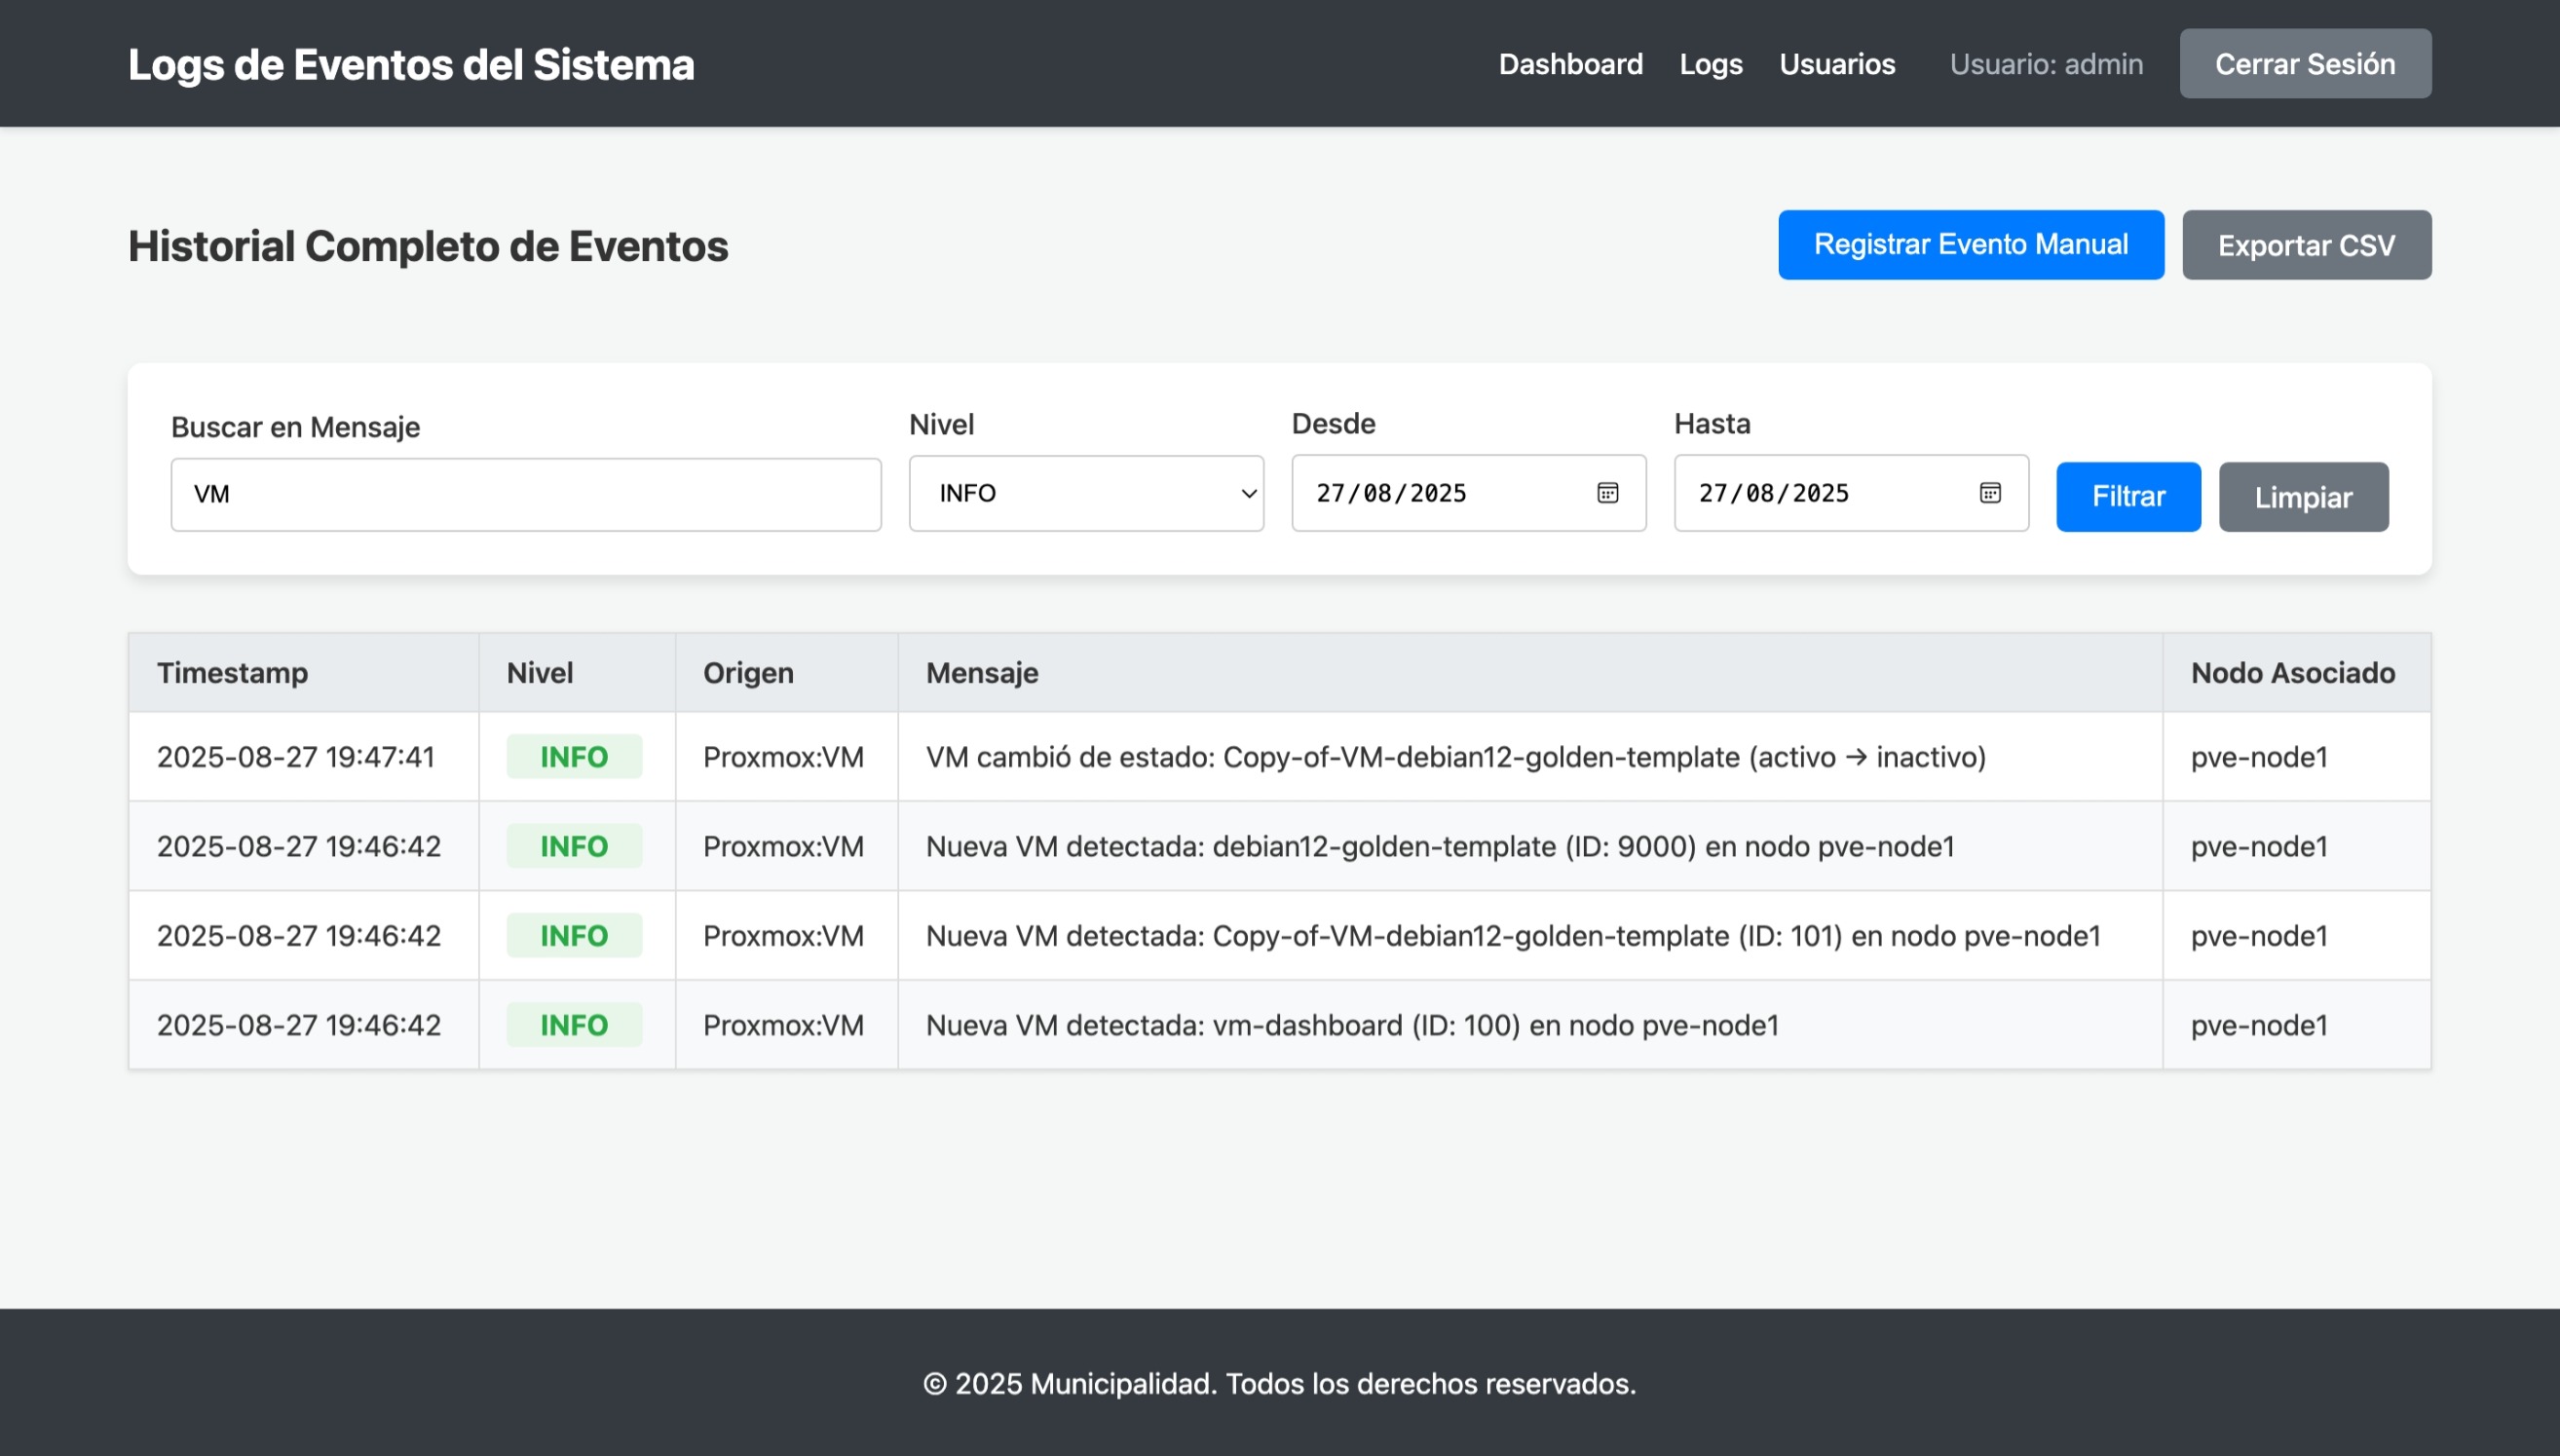 Logs de Eventos del Sistema
Dashboard Logs Usuarios Usuario: admin Cerrar Sesión
Historial Completo de Eventos
Registrar Evento Manual Exportar CSV
Buscar en Mensaje Nivel Desde Hasta
VM INFO 27/08/2025 27/08/2025 Filtrar Limpiar
Timestamp Nivel Origen Mensaje Nodo Asociado
2025-08-27 19:47:41 INFO Proxmox:VM VM cambió de estado: Copy-of-VM-debian12-golden-template (activo → inactivo) pve-node1
2025-08-27 19:46:42 INFO Proxmox:VM Nueva VM detectada: debian12-golden-template (ID: 9000) en nodo pve-node1 pve-node1
2025-08-27 19:46:42 INFO Proxmox:VM Nueva VM detectada: Copy-of-VM-debian12-golden-template (ID: 101) en nodo pve-node1 pve-node1
2025-08-27 19:46:42 INFO Proxmox:VM Nueva VM detectada: vm-dashboard (ID: 100) en nodo pve-node1 pve-node1
© 2025 Municipalidad. Todos los derechos reservados.